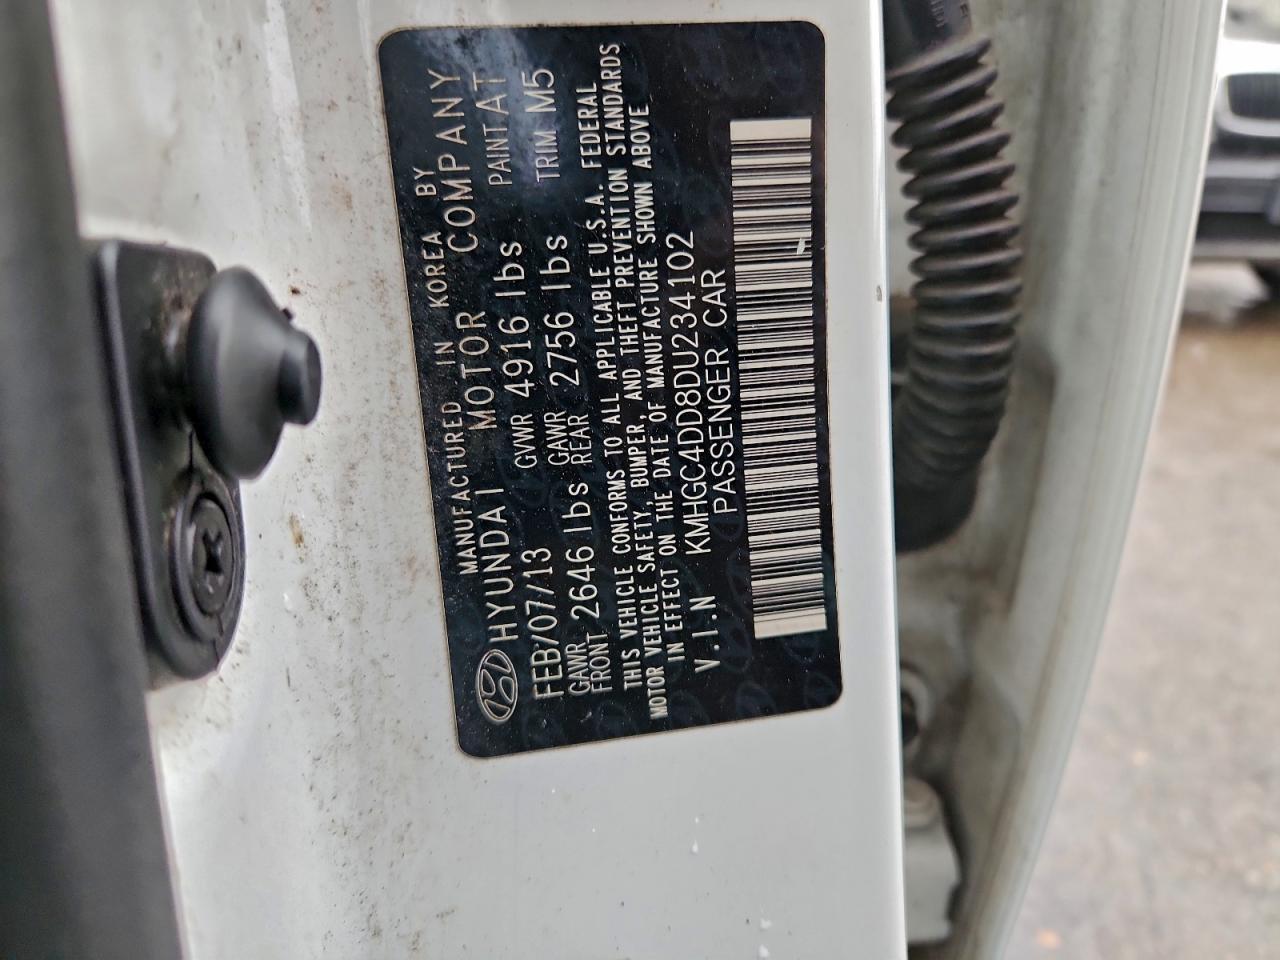 MANUFACTURED IN KOREA BY
HYUNDAI MOTOR COMPANY
FEB/07/13 GVWR 4916 lbs PAINT AT
GAWR FRONT 2646 lbs GAWR REAR 2756 lbs TRIM M5
THIS VEHICLE CONFORMS TO ALL APPLICABLE U.S.A. FEDERAL
MOTOR VEHICLE SAFETY, BUMPER, AND THEFT PREVENTION STANDARDS
IN EFFECT ON THE DATE OF MANUFACTURE SHOWN ABOVE
V.I.N KMHGC4DD8DU234102
PASSENGER CAR